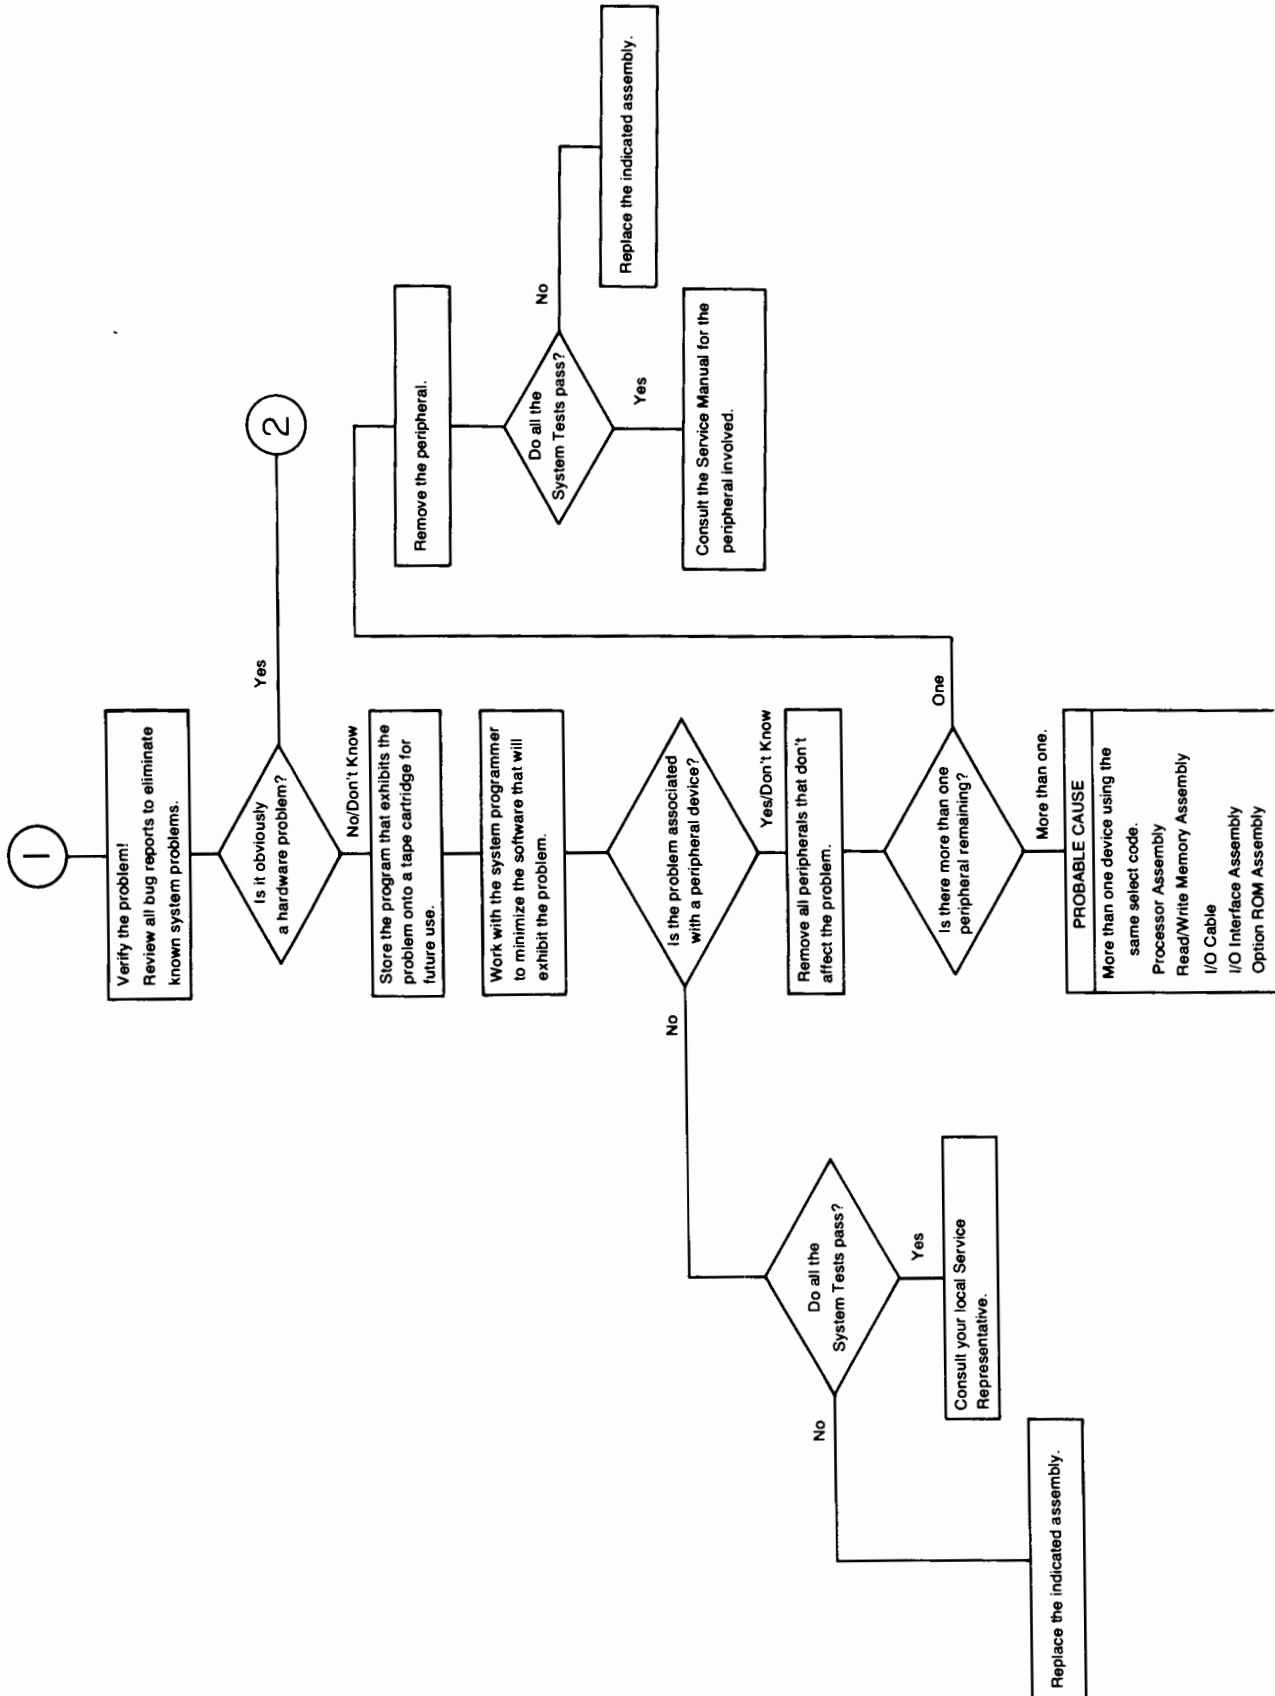 1
Verify the problem!
Review all bug reports to eliminate
known system problems.
Is it obviously
a hardware problem?
Yes
2
No/Don't Know
Store the program that exhibits the
problem onto a tape cartridge for
future use.
Work with the system programmer
to minimize the software that will
exhibit the problem.
Is the problem associated
with a peripheral device?
No
Do all the
System Tests pass?
No
Replace the indicated assembly.
Yes
Consult your local Service
Representative.
Yes/Don't Know
Remove all peripherals that don't
affect the problem.
Is there more than one
peripheral remaining?
One
Remove the peripheral.
Do all the
System Tests pass?
No
Replace the indicated assembly.
Yes
Consult the Service Manual for the
peripheral involved.
More than one.
PROBABLE CAUSE
More than one device using the
same select code.
Processor Assembly
Read/Write Memory Assembly
I/O Cable
I/O Interface Assembly
Option ROM Assembly